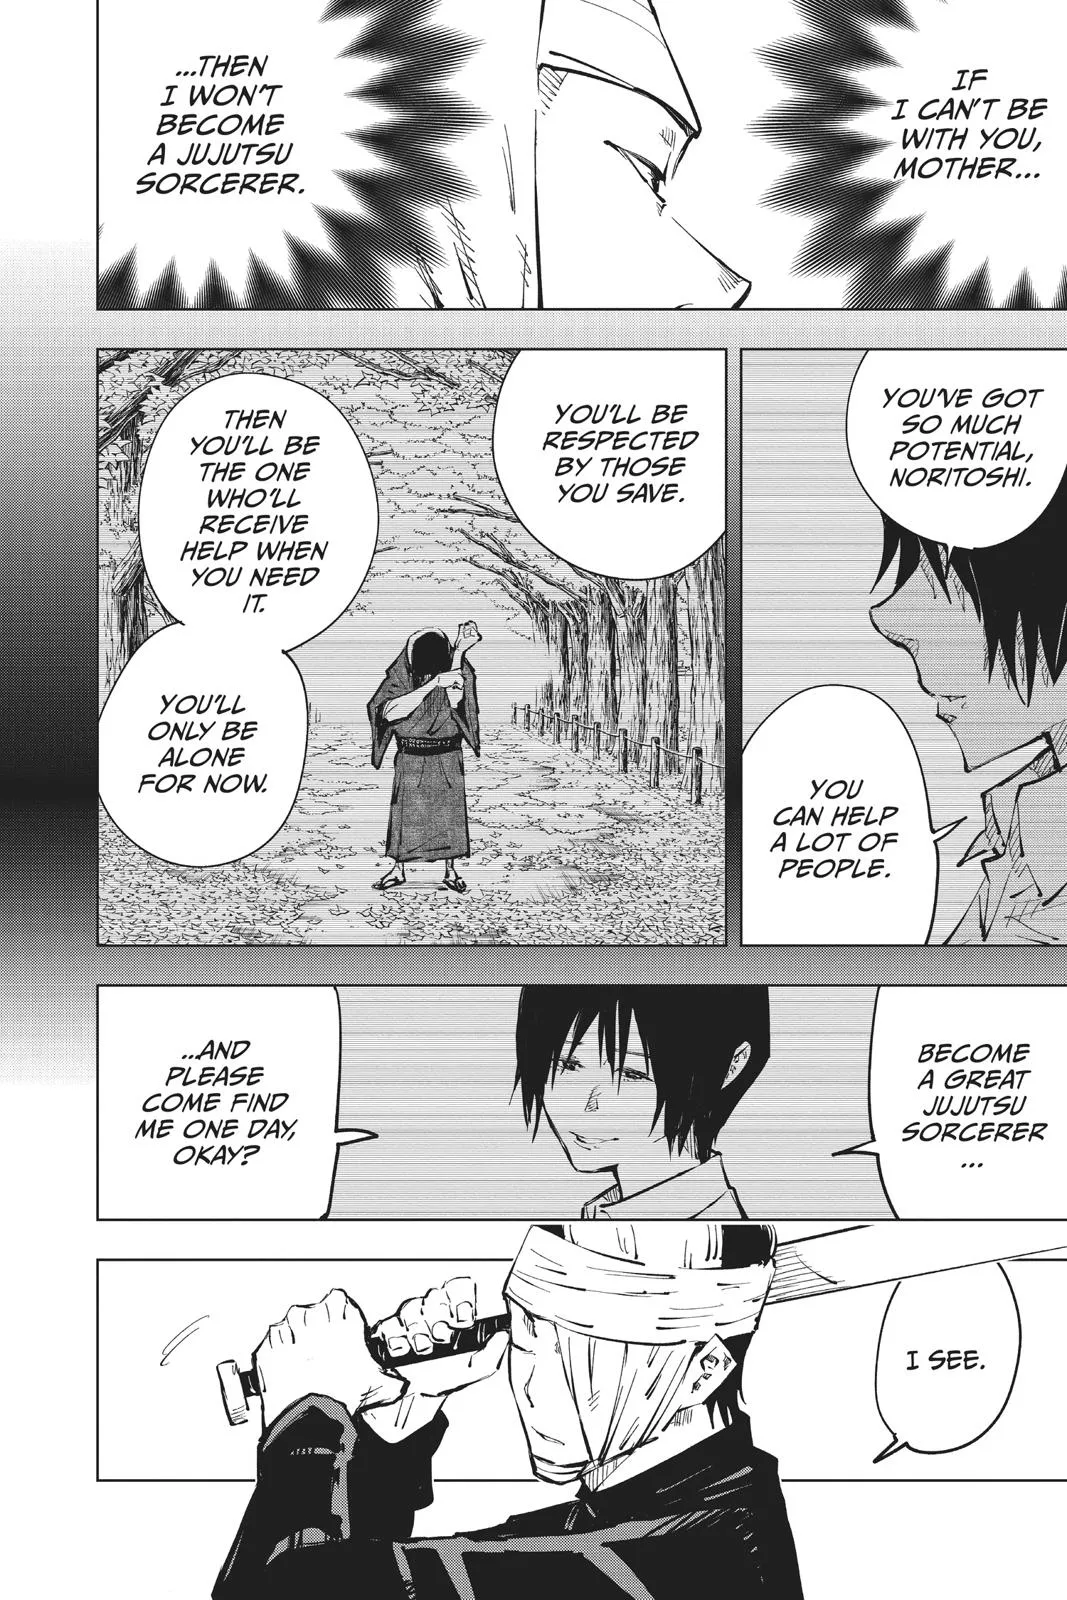 IF
I CAN'T BE
WITH YOU,
MOTHER...
...THEN
I WON'T
BECOME
A JUJUTSU
SORCERER.
YOU'VE GOT
SO MUCH
POTENTIAL,
NORITOSHI.
YOU
CAN HELP
A LOT OF
PEOPLE.
YOU'LL BE
RESPECTED
BY THOSE
YOU SAVE.
THEN
YOU'LL BE
THE ONE
WHO'LL
RECEIVE
HELP WHEN
YOU NEED
IT.
YOU'LL
ONLY BE
ALONE
FOR NOW.
BECOME
A GREAT
JUJUTSU
SORCERER
...
...AND
PLEASE
COME FIND
ME ONE DAY,
OKAY?
I SEE.